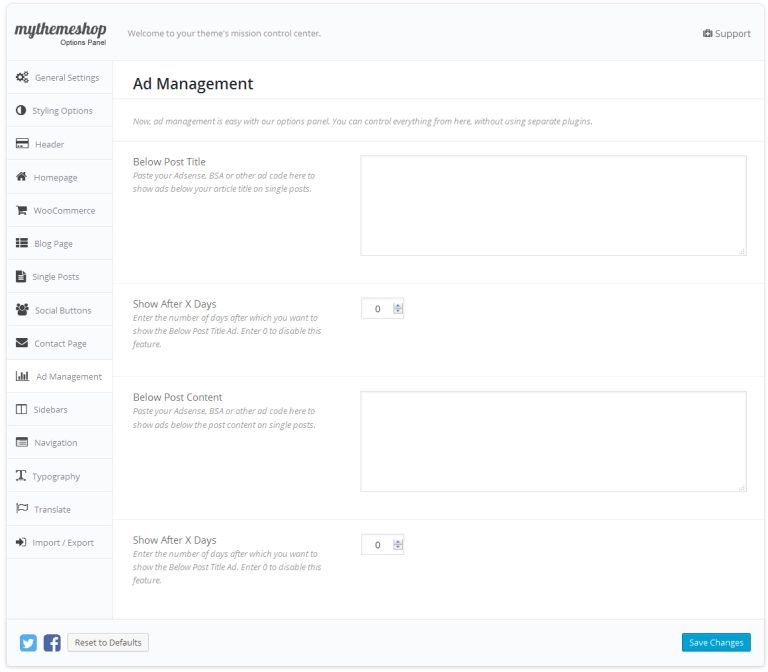 mythemeshop
Options Panel
Welcome to your theme's mission control center.
Support
General Settings
Styling Options
Header
Homepage
WooCommerce
Blog Page
Single Posts
Social Buttons
Contact Page
Ad Management
Sidebars
Navigation
Typography
Translate
Import / Export
Ad Management
Now, ad management is easy with our options panel. You can control everything from here, without using separate plugins.
Below Post Title
Paste your Adsense, BSA or other ad code here to
show ads below your article title on single posts.
Show After X Days
0
Enter the number of days after which you want to
show the Below Post Title Ad. Enter 0 to disable this
feature.
Below Post Content
Paste your Adsense, BSA or other ad code here to
show ads below the post content on single posts.
Show After X Days
0
Enter the number of days after which you want to
show the Below Post Title Ad. Enter 0 to disable this
feature.
Reset to Defaults
Save Changes